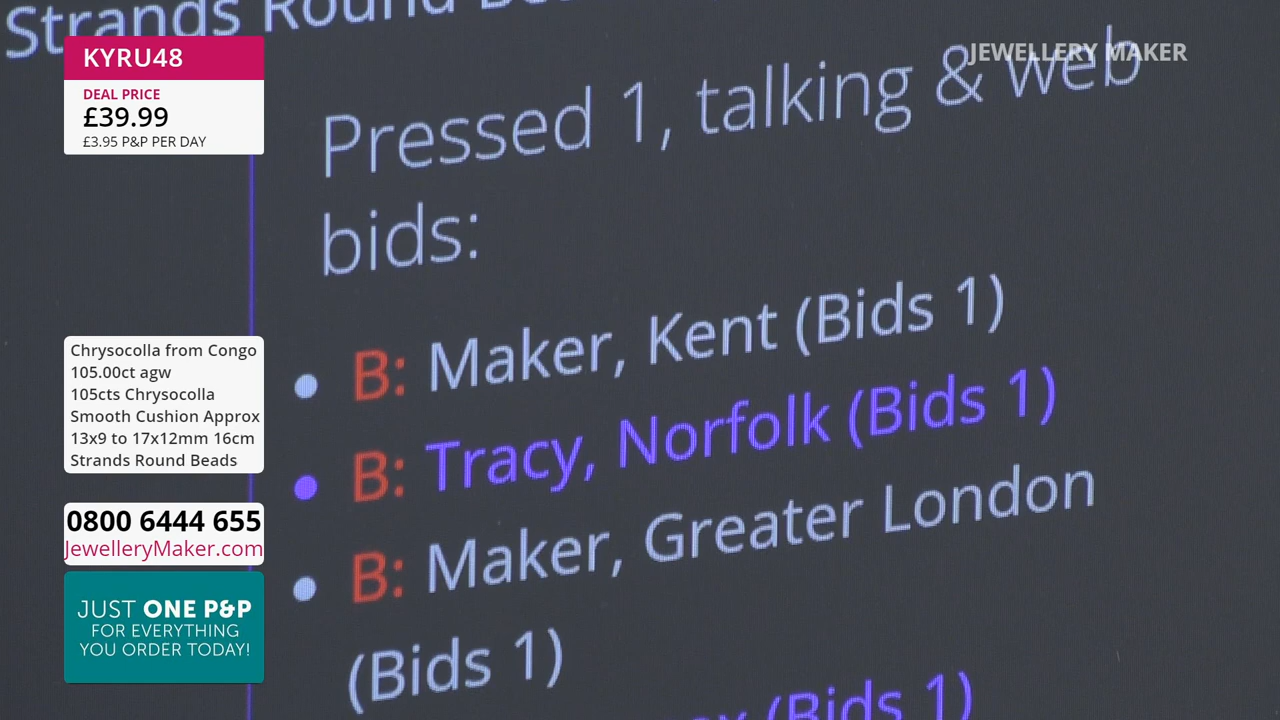 Strands Round
KYRU48
DEAL PRICE
£39.99
£3.95 P&P PER DAY
JEWELLERY MAKER
Pressed 1, talking & web
bids:
B: Maker, Kent (Bids 1)
B: Tracy, Norfolk (Bids 1)
B: Maker, Greater London
(Bids 1)
(Bids 1)
Chrysocolla from Congo
105.00ct agw
105cts Chrysocolla
Smooth Cushion Approx
13x9 to 17x12mm 16cm
Strands Round Beads
0800 6444 655
JewelleryMaker.com
JUST ONE P&P
FOR EVERYTHING
YOU ORDER TODAY!